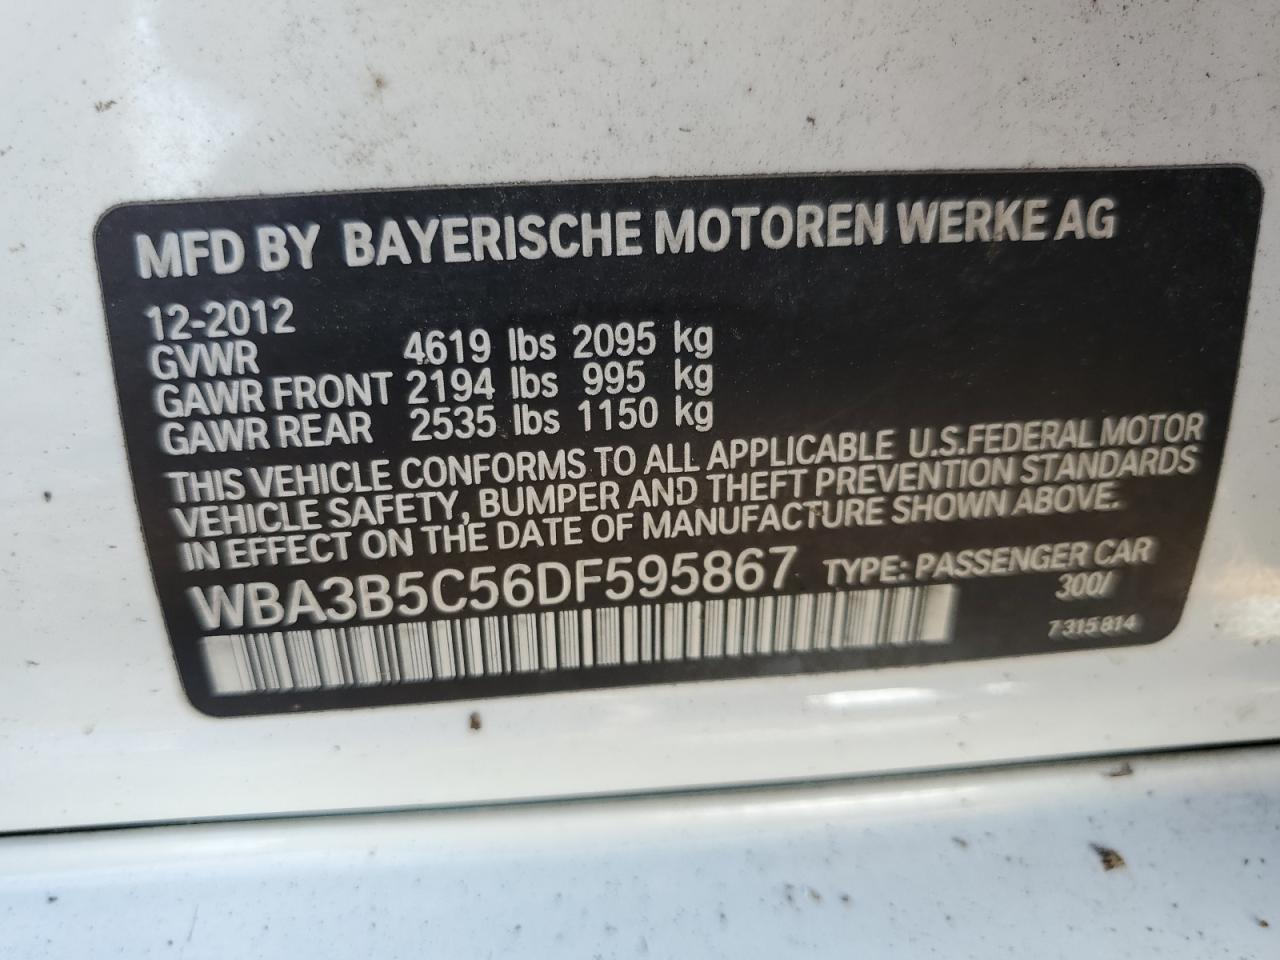 MFD BY BAYERISCHE MOTOREN WERKE AG
12-2012
GVWR 4619 lbs 2095 kg
GAWR FRONT 2194 lbs 995 kg
GAWR REAR 2535 lbs 1150 kg
THIS VEHICLE CONFORMS TO ALL APPLICABLE U.S.FEDERAL MOTOR
VEHICLE SAFETY, BUMPER AND THEFT PREVENTION STANDARDS
IN EFFECT ON THE DATE OF MANUFACTURE SHOWN ABOVE.
WBA3B5C56DF595867 TYPE: PASSENGER CAR
300/
7 315 814